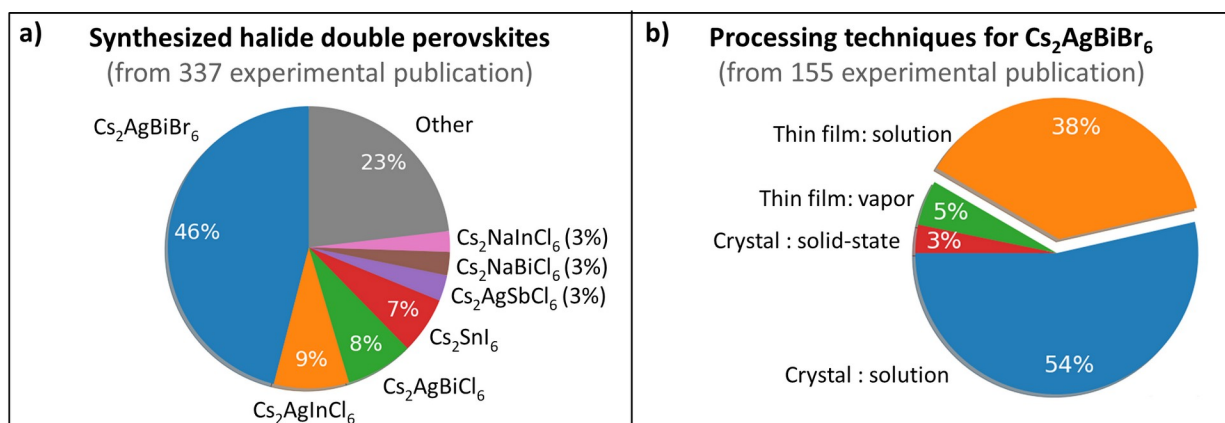 a)
Synthesized halide double perovskites
(from 337 experimental publication)
Cs₂AgBiBr₆
Other
23%
46%
Cs₂NaInCl₆ (3%)
Cs₂NaBiCl₆ (3%)
Cs₂AgSbCl₆ (3%)
7%
Cs₂SnI₆
8%
9%
Cs₂AgBiCl₆
Cs₂AgInCl₆
b)
Processing techniques for Cs₂AgBiBr₆
(from 155 experimental publication)
Thin film: solution
38%
Thin film: vapor
5%
Crystal : solid-state
3%
Crystal : solution
54%